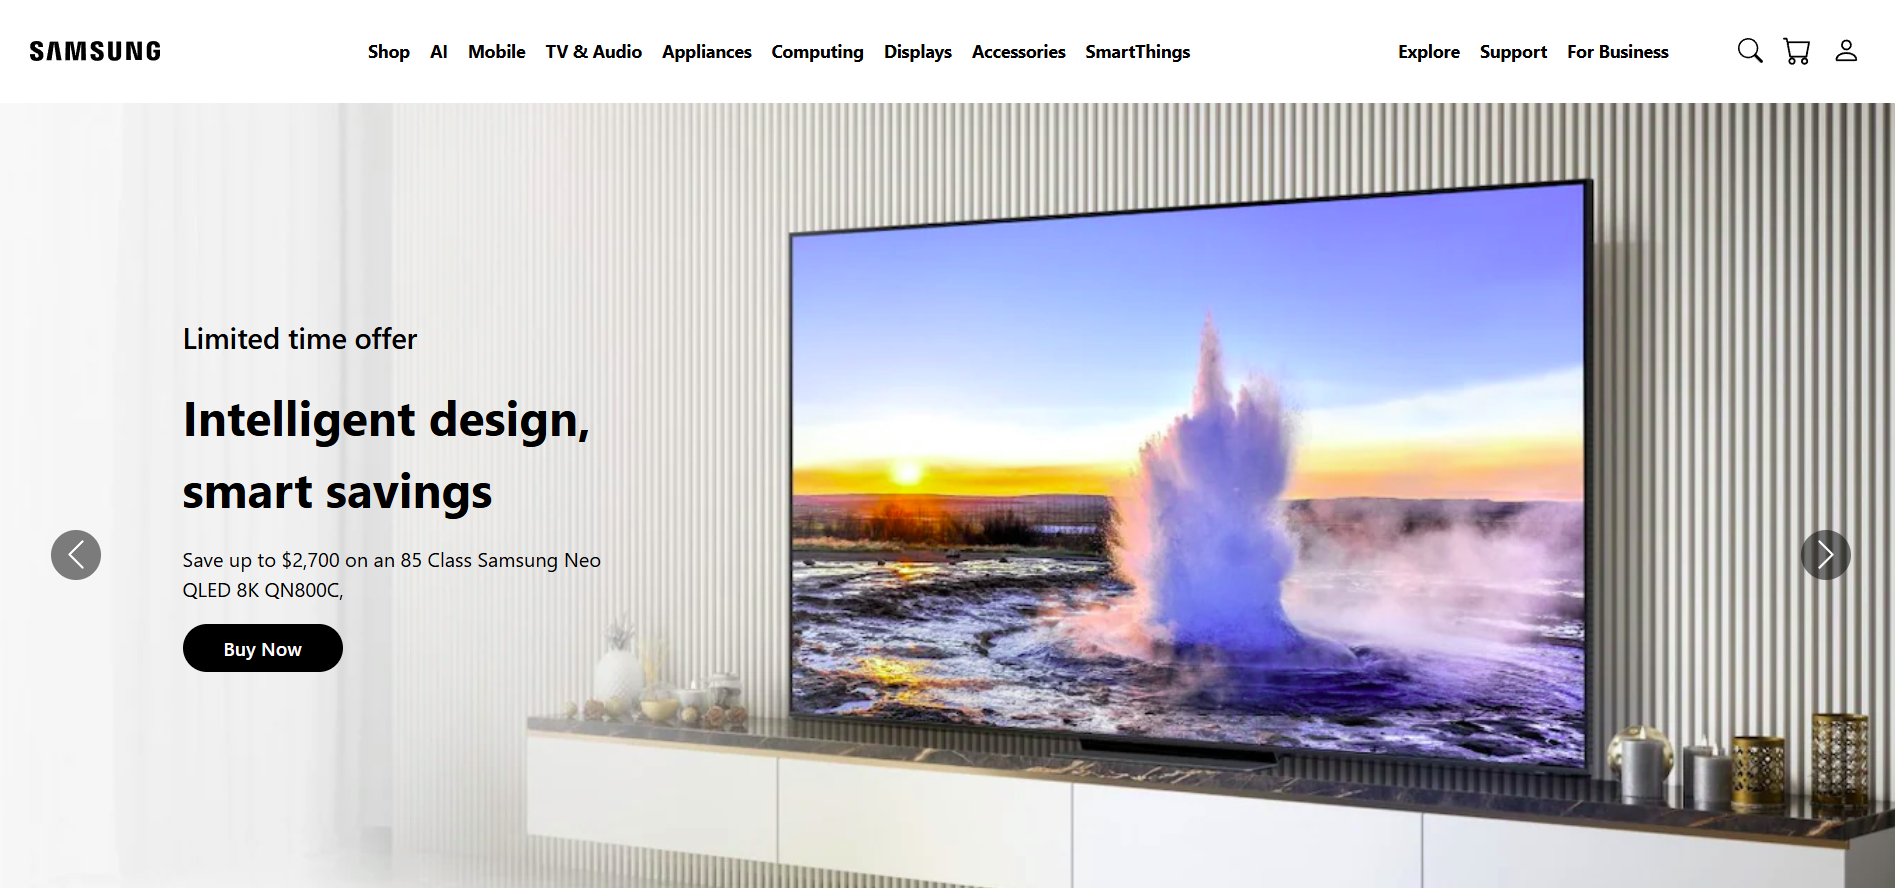 SAMSUNG
Shop AI Mobile TV & Audio Appliances Computing Displays Accessories SmartThings
Explore Support For Business
Limited time offer
Intelligent design,
smart savings
Save up to $2,700 on an 85 Class Samsung Neo
QLED 8K QN800C,
Buy Now